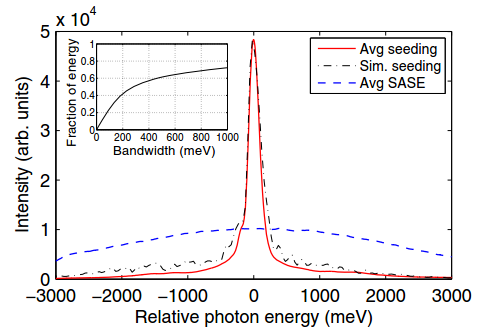 5 x 10⁴
Avg seeding
Sim. seeding
Avg SASE
4
3
2
1
0
Intensity (arb. units)
−3000 −2000 −1000 0 1000 2000 3000
Relative photon energy (meV)
1
0.8
0.6
0.4
0.2
0
Fraction of energy
0 200 400 600 800 1000
Bandwidth (meV)